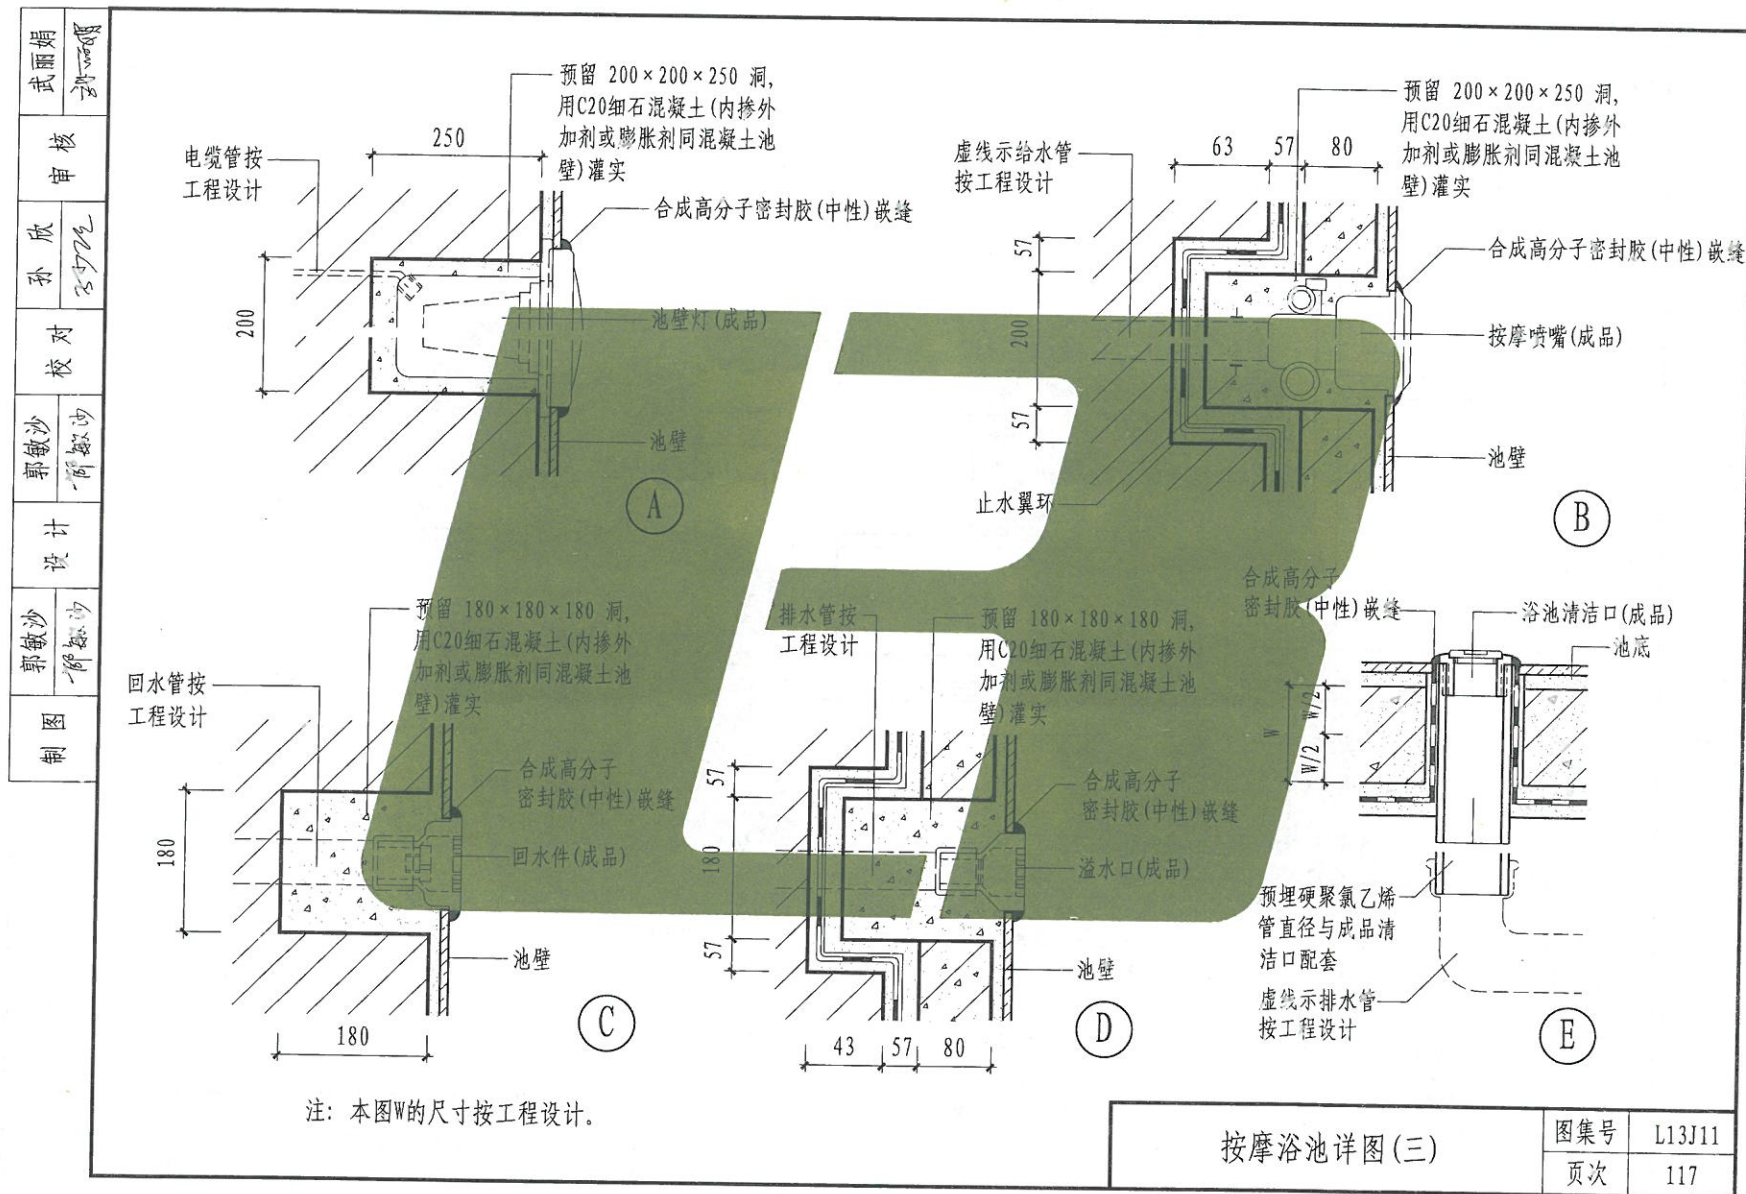 武丽娟
审核
孙欣
校对
郭敏沙
设计
郭敏沙
制图
电缆管按
工程设计
250
200
预留 200×200×250 洞,
用C20细石混凝土(内掺外
加剂或膨胀剂同混凝土池
壁)灌实
合成高分子密封胶(中性)嵌缝
池壁灯(成品)
池壁
A
虚线示给水管
按工程设计
63
57
80
57
200
57
预留 200×200×250 洞,
用C20细石混凝土(内掺外
加剂或膨胀剂同混凝土池
壁)灌实
合成高分子密封胶(中性)嵌缝
按摩喷嘴(成品)
池壁
止水翼环
B
回水管按
工程设计
预留 180×180×180 洞,
用C20细石混凝土(内掺外
加剂或膨胀剂同混凝土池
壁)灌实
合成高分子
密封胶(中性)嵌缝
回水件(成品)
池壁
180
180
C
排水管按
工程设计
预留 180×180×180 洞,
用C20细石混凝土(内掺外
加剂或膨胀剂同混凝土池
壁)灌实
合成高分子
密封胶(中性)嵌缝
溢水口(成品)
池壁
57
180
57
43
57
80
D
合成高分子
密封胶(中性)嵌缝
浴池清洁口(成品)
池底
W
W/2
W/2
预埋硬聚氯乙烯
管直径与成品清
洁口配套
虚线示排水管
按工程设计
E
注: 本图W的尺寸按工程设计。
按摩浴池详图(三)
图集号
L13J11
页次
117